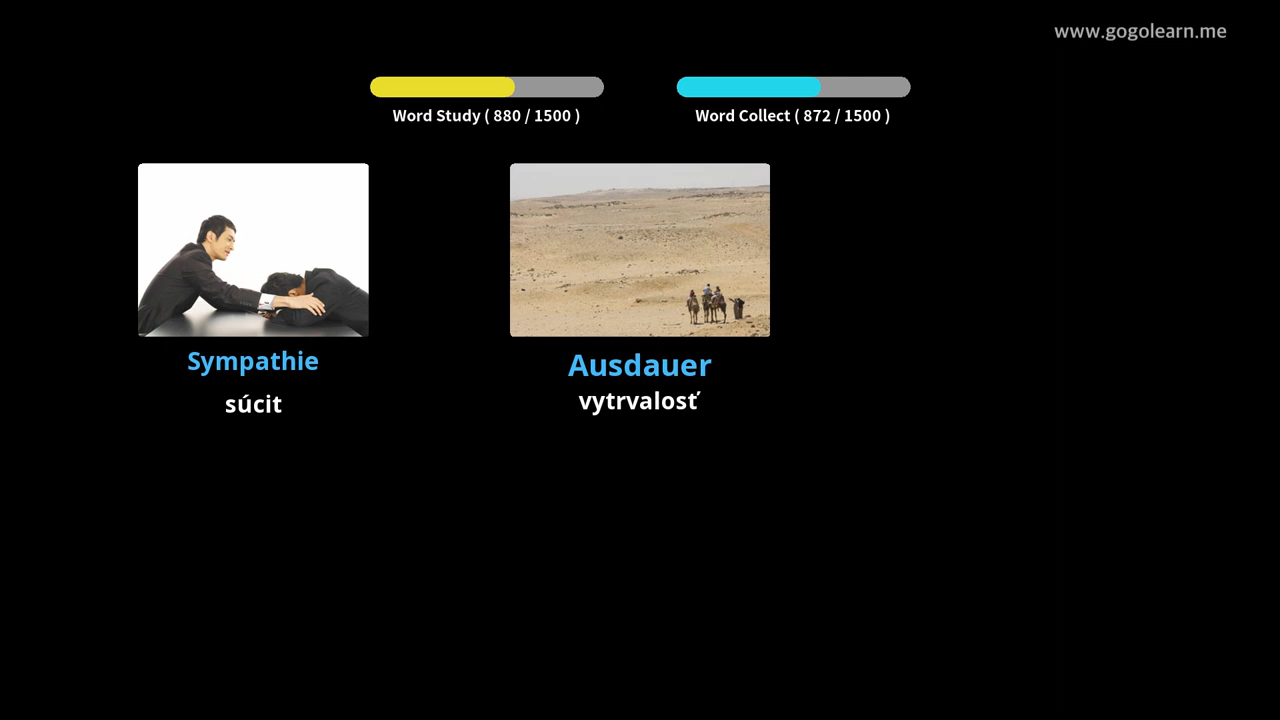 www.gogolearn.me
Word Study ( 880 / 1500 )
Word Collect ( 872 / 1500 )
Sympathie
súcit
Ausdauer
vytrvalosť